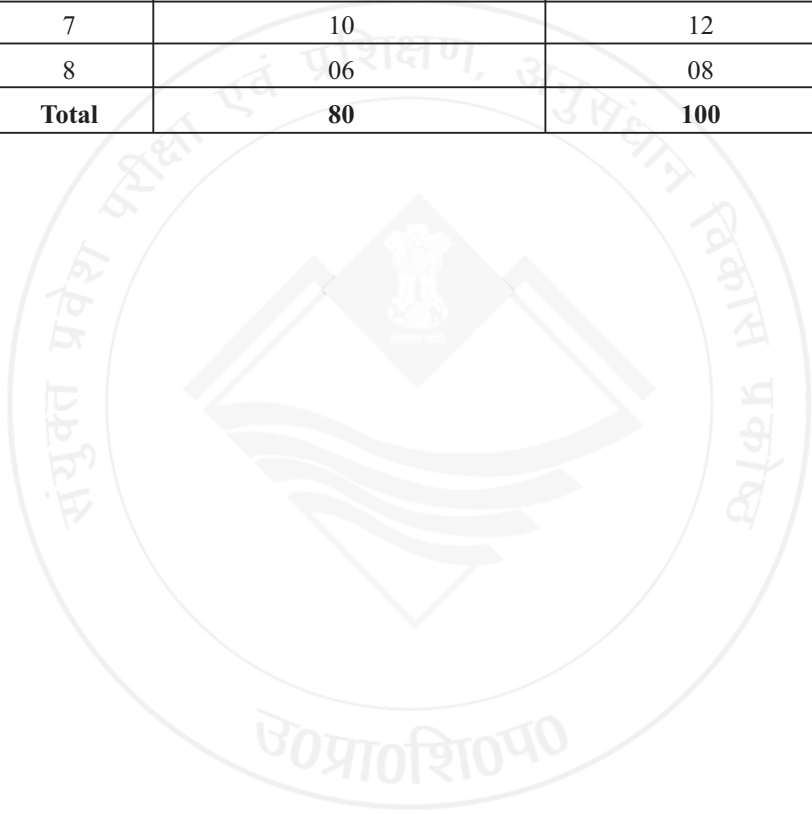 7 10 12
8 06 08
Total 80 100
संयुक्त प्रवेश परीक्षा एवं प्रशिक्षण, अनुसंधान विकास प्रकोष्ठ
उ०प्रा०शि०प०